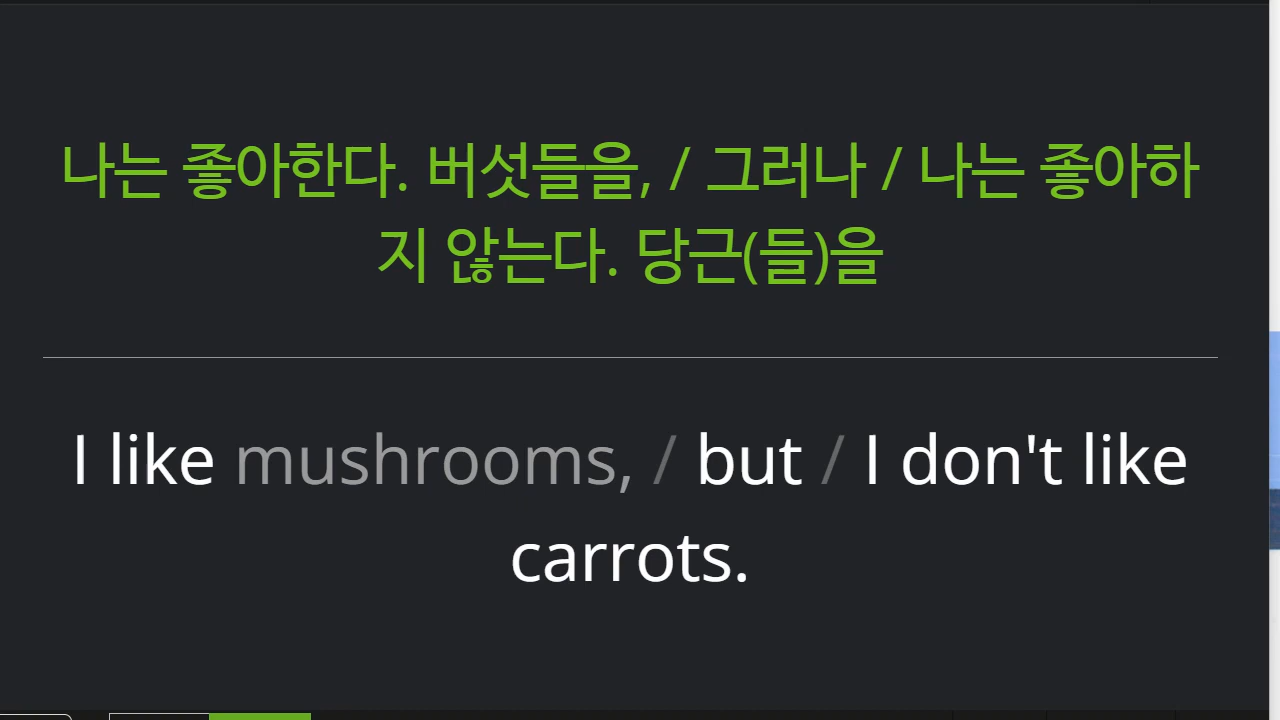 나는 좋아한다. 버섯들을, / 그러나 / 나는 좋아하
지 않는다. 당근(들)을
I like mushrooms, / but / I don't like
carrots.